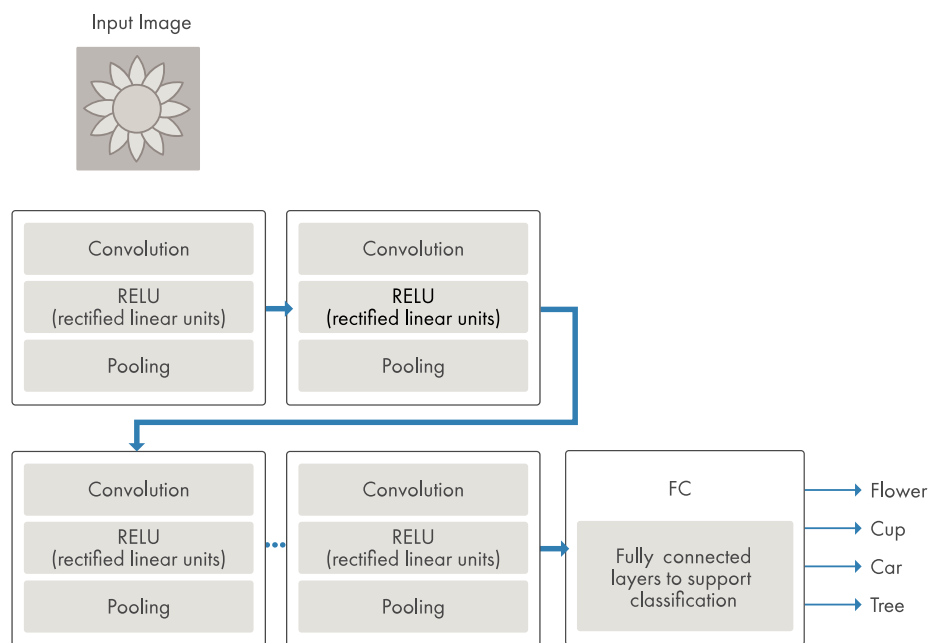 Input Image
Convolution
RELU
(rectified linear units)
Pooling
Convolution
RELU
(rectified linear units)
Pooling
Convolution
RELU
(rectified linear units)
Pooling
Convolution
RELU
(rectified linear units)
Pooling
FC
Fully connected
layers to support
classification
Flower
Cup
Car
Tree